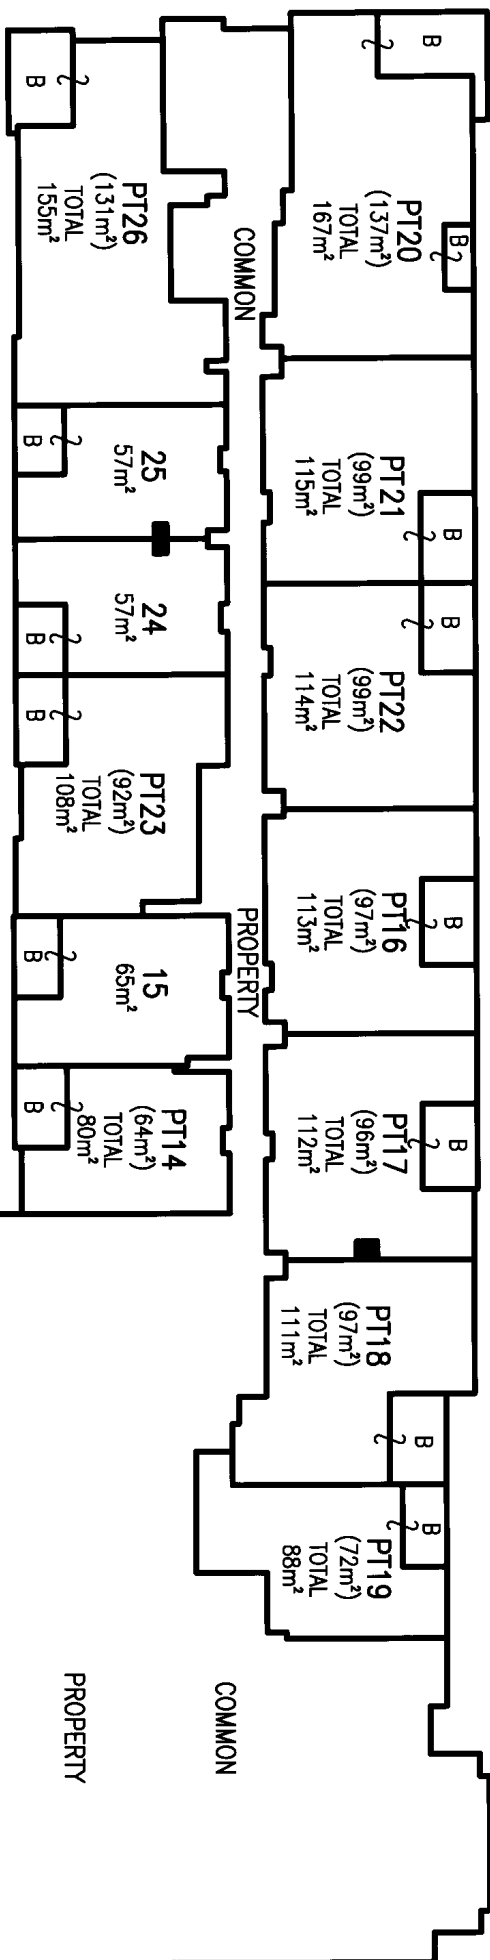 B
B
PT20
(137m²)
TOTAL
167m²
PT21
(99m²)
TOTAL
115m²
B
B
PT22
(99m²)
TOTAL
114m²
PT16
(97m²)
TOTAL
113m²
B
PT17
(96m²)
TOTAL
112m²
B
PT18
(97m²)
TOTAL
111m²
B
B
PT19
(72m²)
TOTAL
88m²
COMMON
PROPERTY
B
PT26
(131m²)
TOTAL
155m²
25
57m²
B
24
57m²
B
B
PT23
(92m²)
TOTAL
108m²
15
65m²
B
PT14
(64m²)
TOTAL
80m²
B
COMMON
PROPERTY